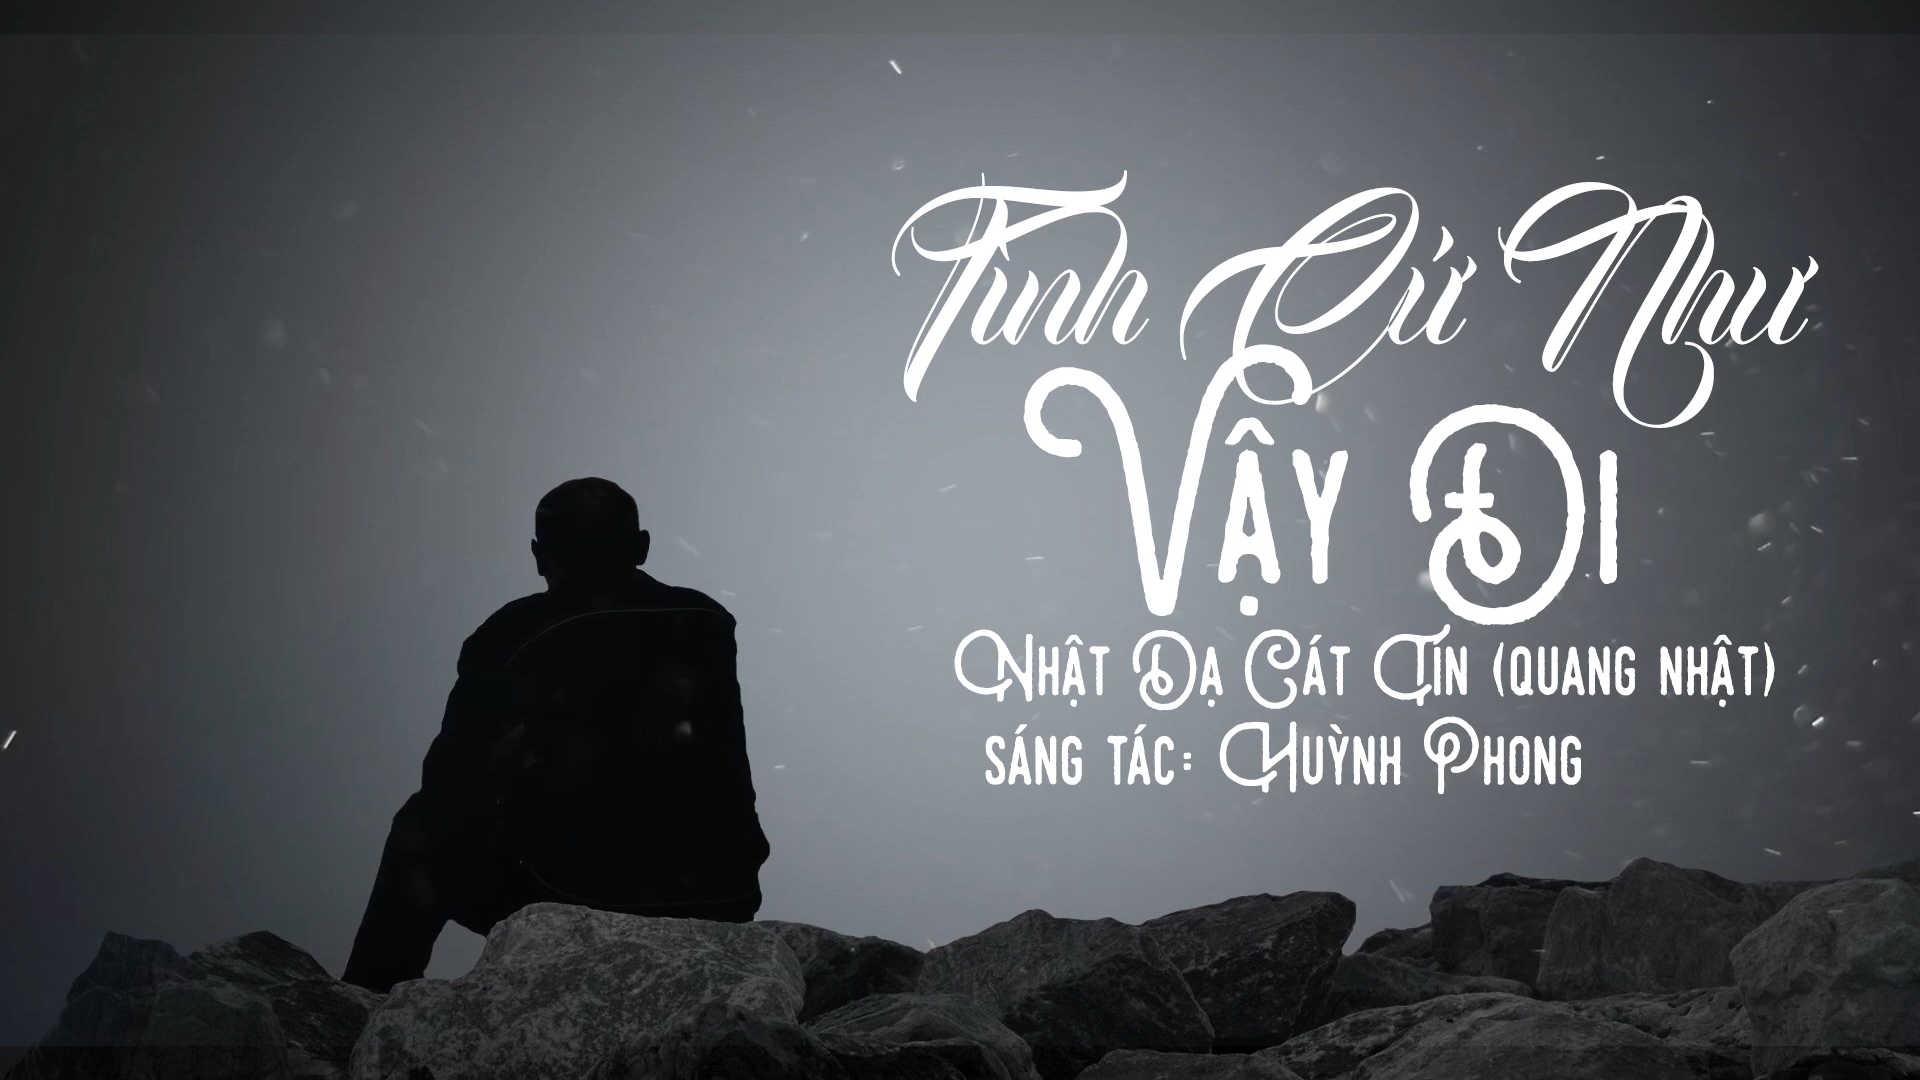 Tình Cứ Như
Vậy Đi
Nhật Dạ Cát Tín (QUANG NHẬT)
SÁNG TÁC: Huỳnh Phong